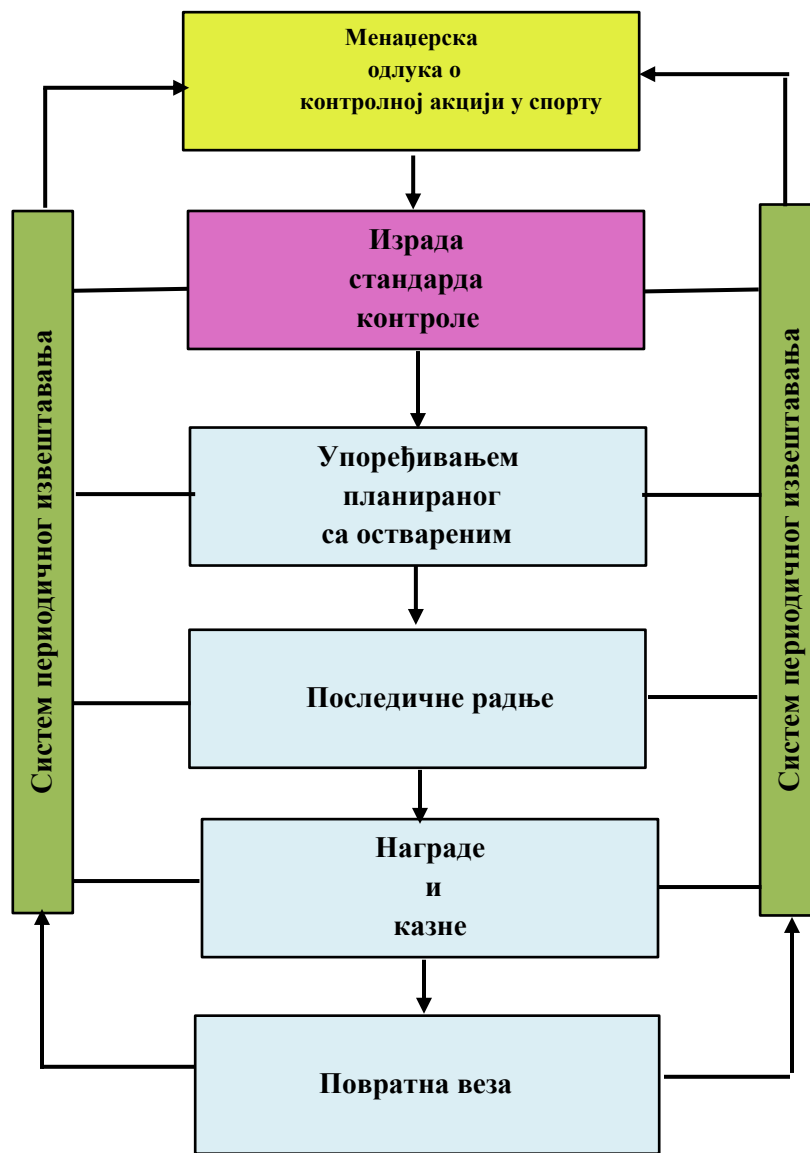 Менаџерска
одлука о
контролној акцији у спорту
Израда
стандарда
контроле
Упоређивањем
планираног
са оствареним
Последичне радње
Награде
и
казне
Повратна веза
Систем периодичног извештавања
Систем периодичног извештавања